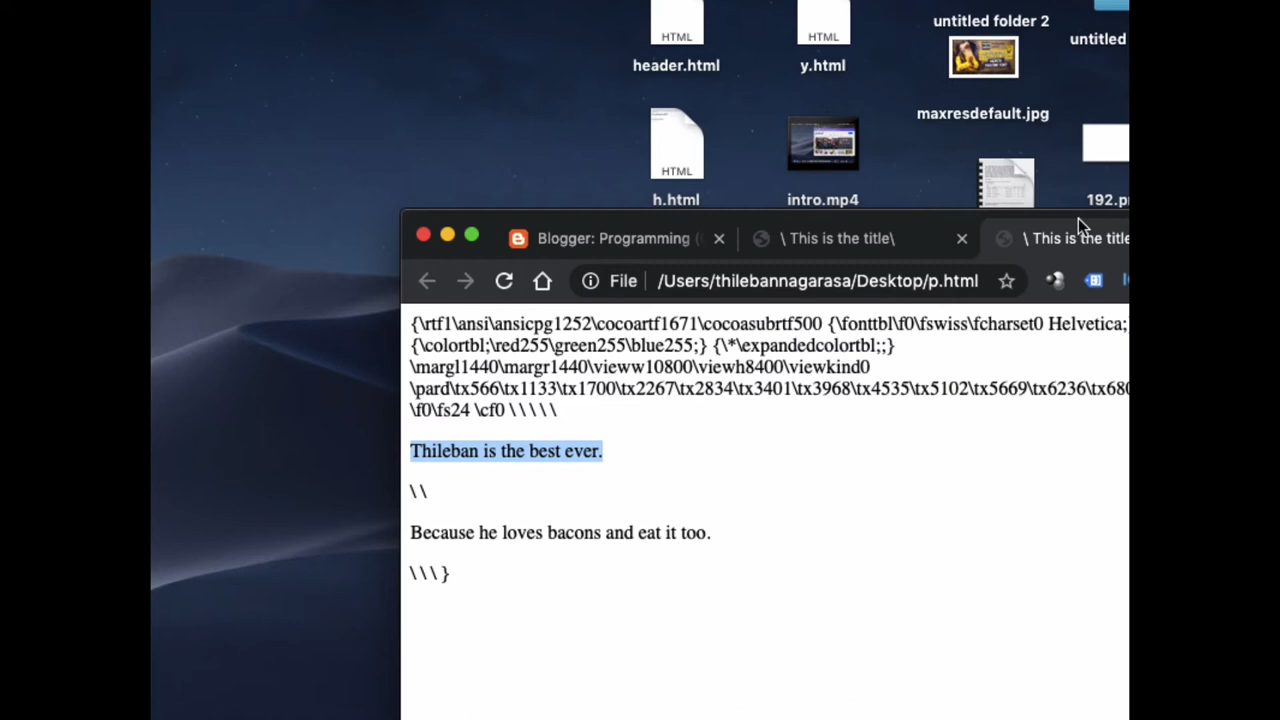 untitled folder 2
HTML
HTML
untitled
header.html
y.html
maxresdefault.jpg
HTML
h.html
intro.mp4
192.p
Blogger: Programming (
\ This is the title\
\ This is the title
File
/Users/thilebannagarasa/Desktop/p.html
{\rtf1\ansi\ansicpg1252\cocoartf1671\cocoasubrtf500 {\fonttbl\f0\fswiss\fcharset0 Helvetica;
{\colortbl;\red255\green255\blue255;} {\*\expandedcolortbl;;}
\margl1440\margr1440\vieww10800\viewh8400\viewkind0
\pard\tx566\tx1133\tx1700\tx2267\tx2834\tx3401\tx3968\tx4535\tx5102\tx5669\tx6236\tx680
\f0\fs24 \cf0 \\\\\
Thileban is the best ever.
\\
Because he loves bacons and eat it too.
\\\}